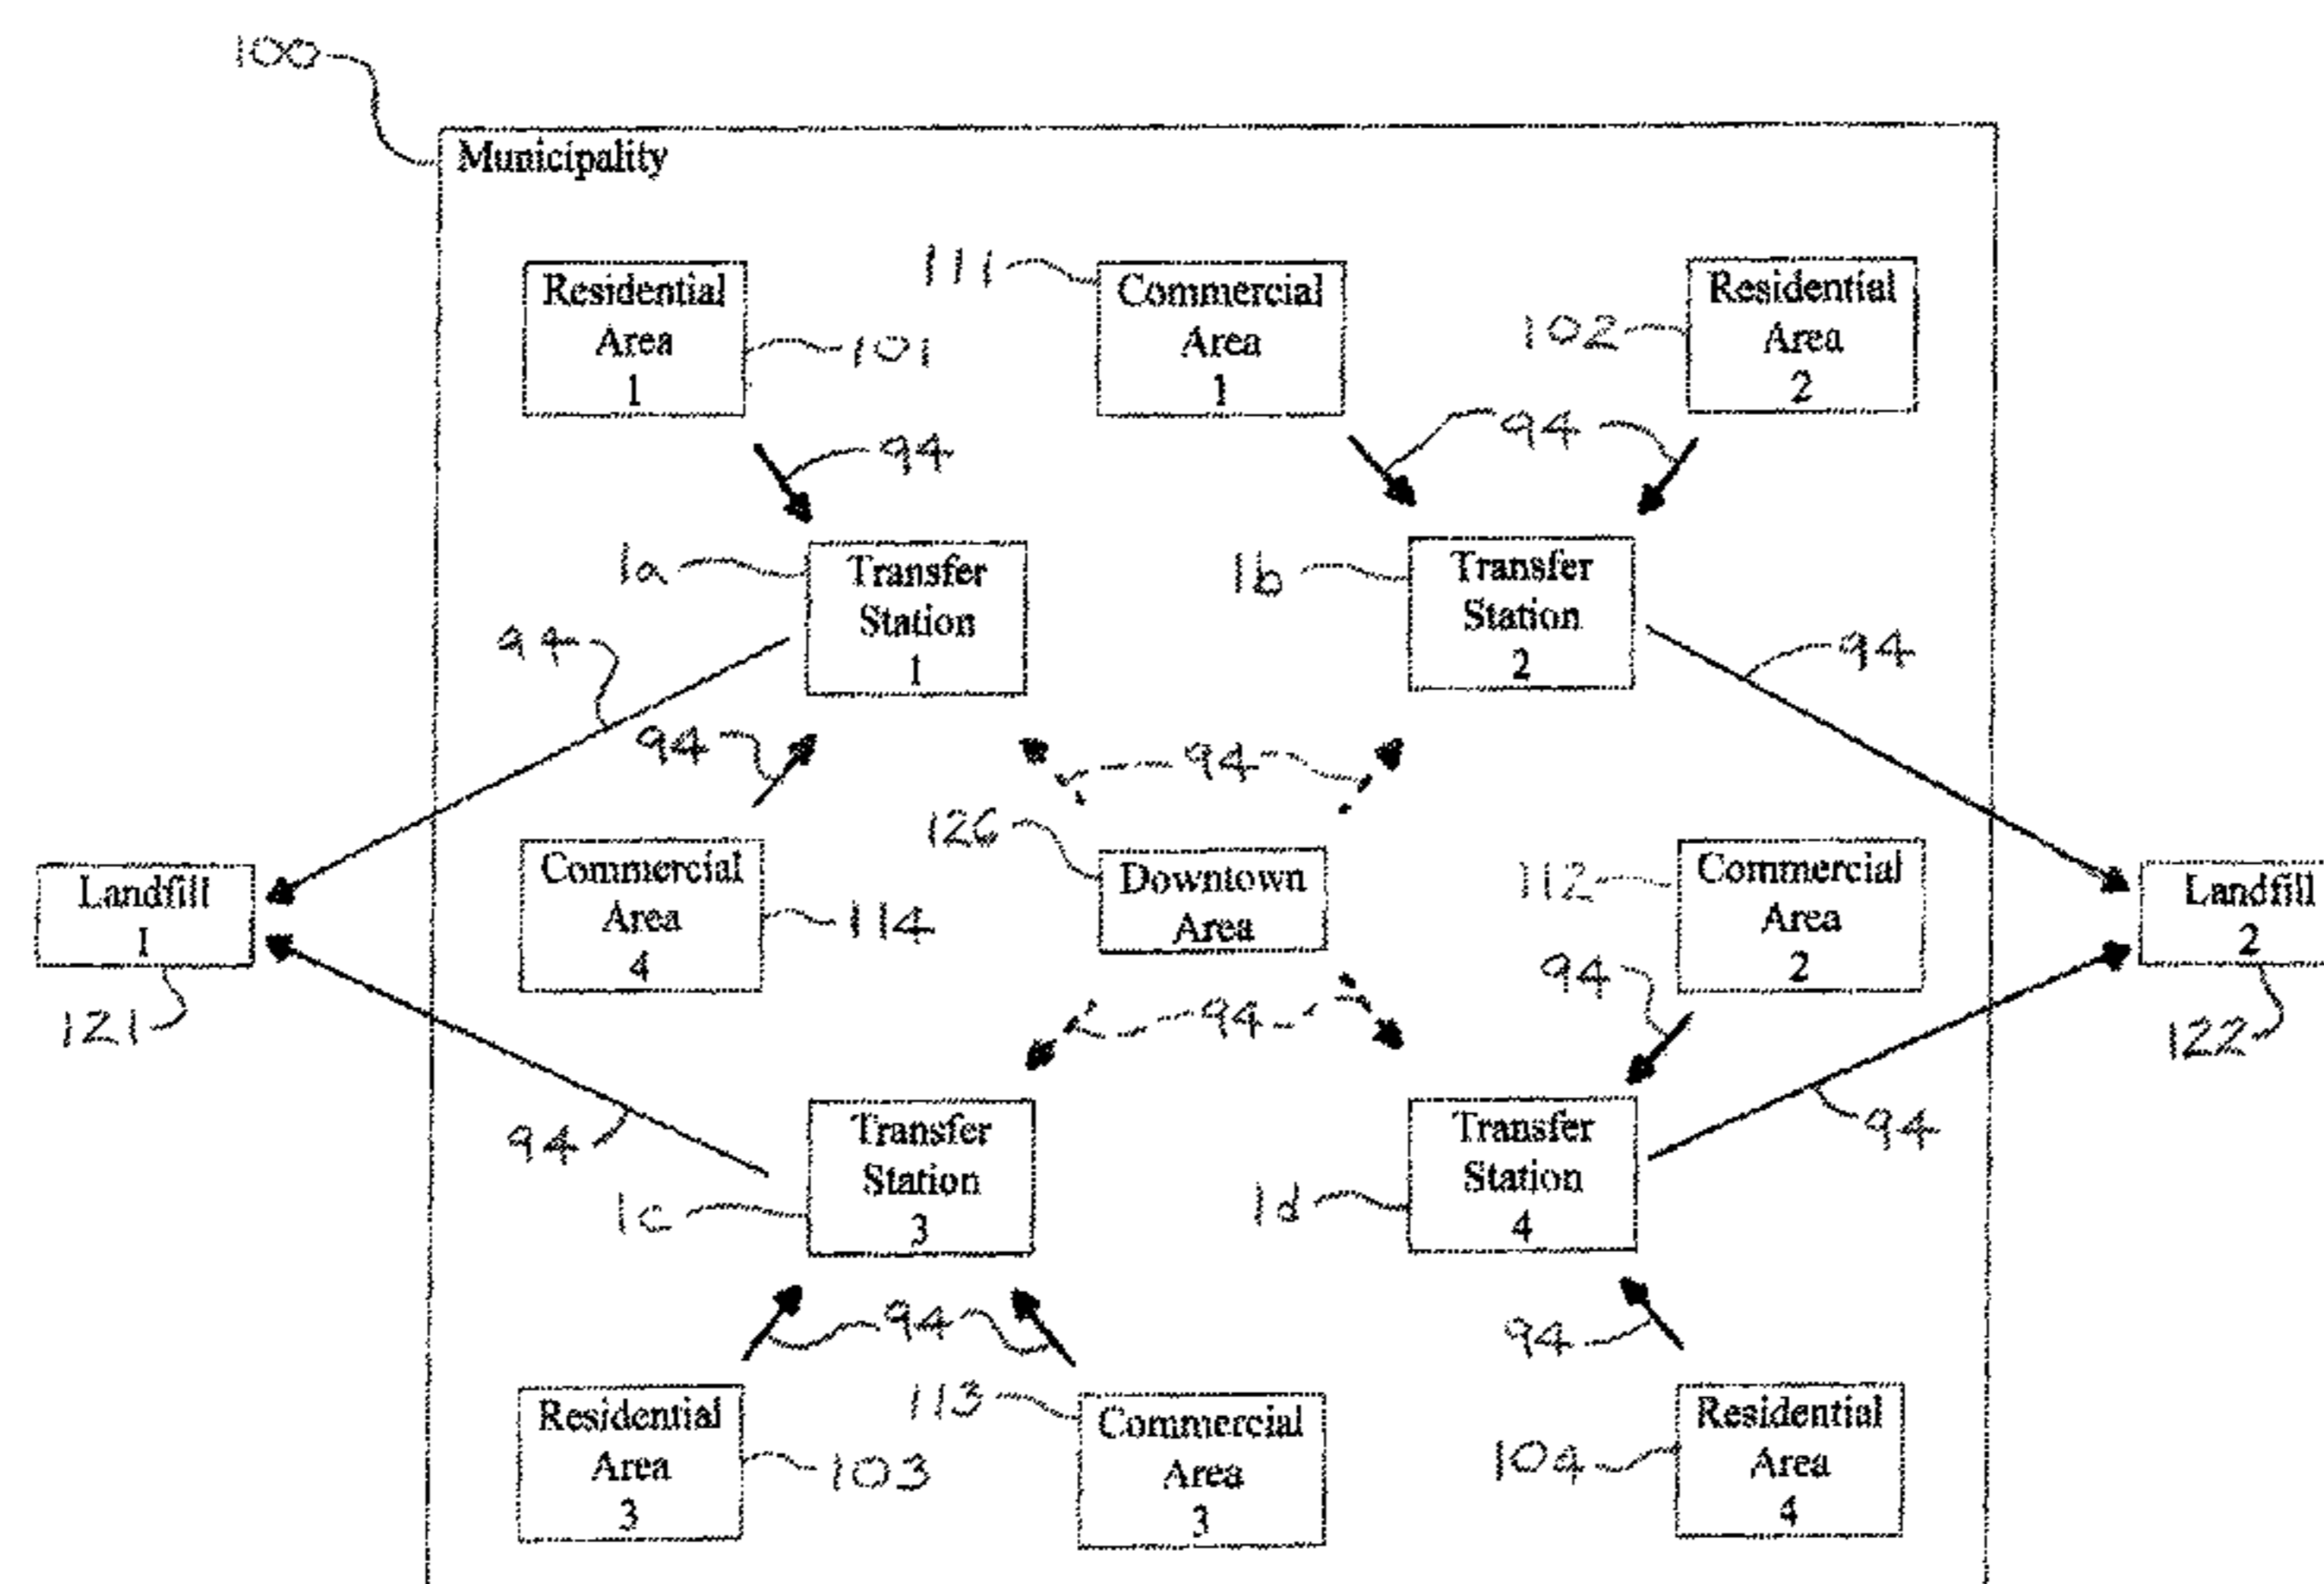 100
Municipality
Residential
Area
1
101
111
Commercial
Area
1
102
Residential
Area
2
94
94
1a
Transfer
Station
1
1b
Transfer
Station
2
94
94
94
94
126
Downtown
Area
Landfill
1
121
Commercial
Area
4
114
112
Commercial
Area
2
Landfill
2
122
94
94
94
94
1c
Transfer
Station
3
1d
Transfer
Station
4
94
94
Residential
Area
3
103
113
Commercial
Area
3
104
Residential
Area
4